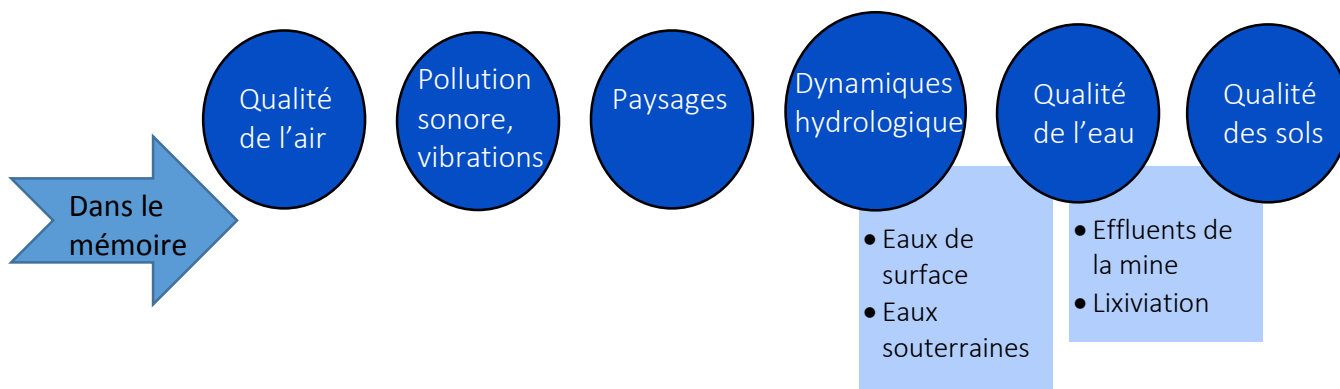 Dans le
mémoire
Qualité
de l'air
Pollution
sonore,
vibrations
Paysages
Dynamiques
hydrologique
Qualité
de l'eau
Qualité
des sols
• Eaux de
surface
• Eaux
souterraines
• Effluents de
la mine
• Lixiviation